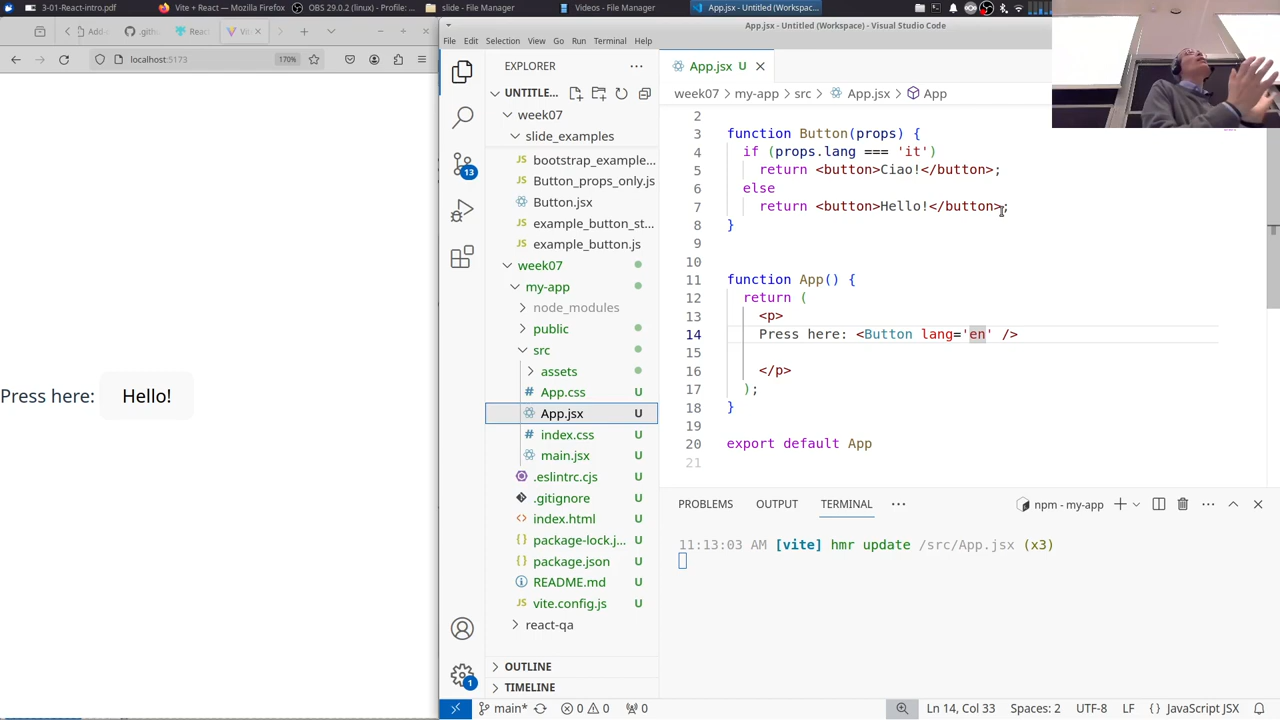 3-01-React-intro.pdf
Vite + React — Mozilla Firefox
OBS 29.0.2 (linux) - Profile: ...
slide - File Manager
Videos - File Manager
App.jsx - Untitled (Workspace) ...
Add-c
.gith
React
Vit
localhost:5173
170%
Press here: Hello!
App.jsx - Untitled (Workspace) - Visual Studio Code
File Edit Selection View Go Run Terminal Help
13
1
EXPLORER
UNTITLE...
week07
slide_examples
bootstrap_example...
Button_props_only.js
Button.jsx
example_button_st...
example_button.js
week07
my-app
node_modules
public
src
assets
App.css U
App.jsx U
index.css U
main.jsx U
.eslintrc.cjs U
.gitignore U
index.html U
package-lock.j... U
package.json U
README.md U
vite.config.js U
react-qa
OUTLINE
TIMELINE
App.jsx U
week07 > my-app > src > App.jsx > App
2
3 function Button(props) {
4 if (props.lang === 'it')
5 return <button>Ciao!</button>;
6 else
7 return <button>Hello!</button>;
8 }
9
10
11 function App() {
12 return (
13 <p>
14 Press here: <Button lang='en' />
15
16 </p>
17 );
18 }
19
20 export default App
21
PROBLEMS OUTPUT TERMINAL ...
npm - my-app
11:13:03 AM [vite] hmr update /src/App.jsx (x3)
main* 0 0 0
Ln 14, Col 33 Spaces: 2 UTF-8 LF {} JavaScript JSX